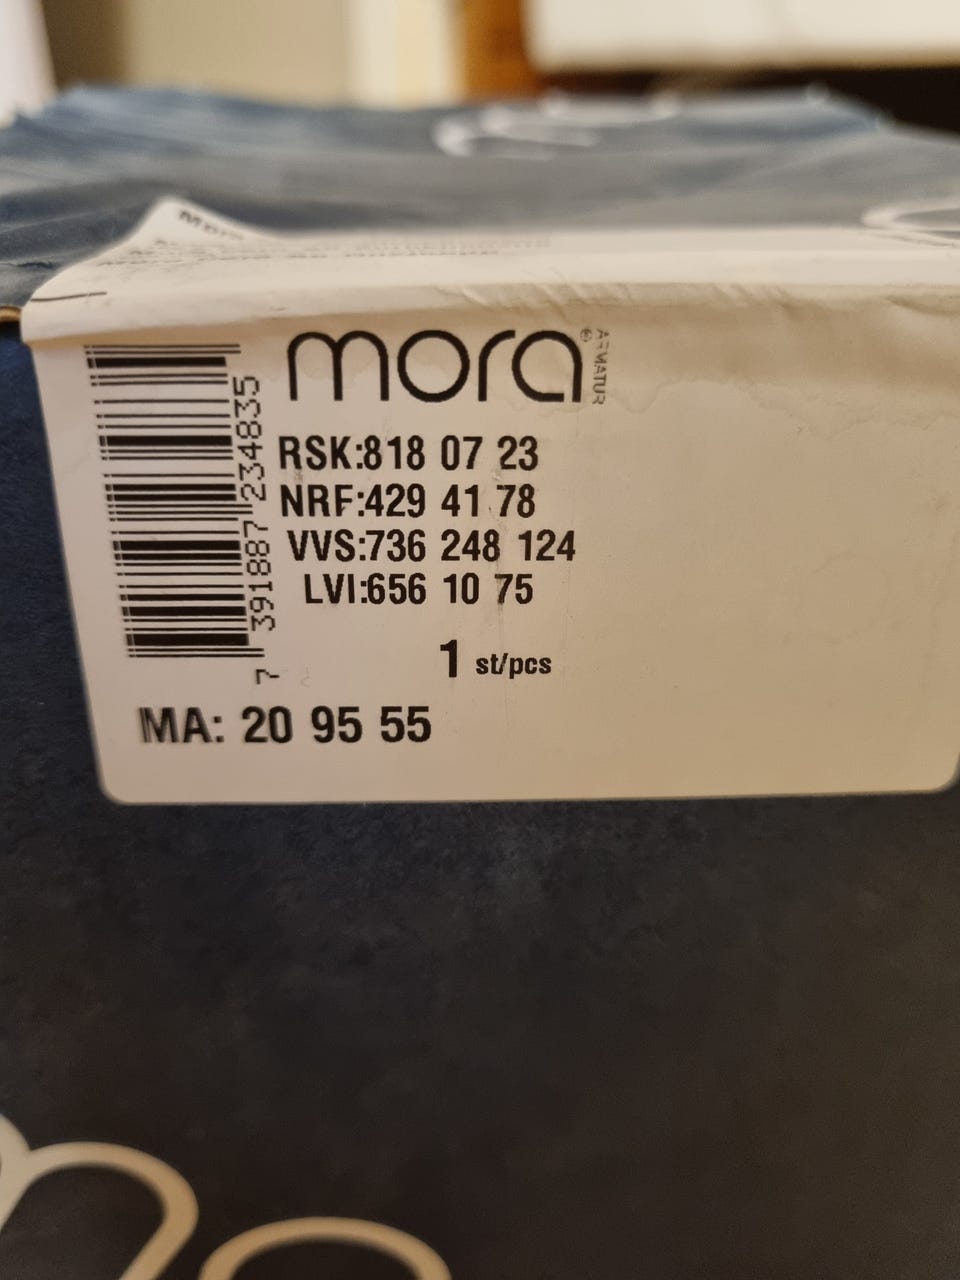 mora® ARMATUR
RSK:818 07 23
NRF:429 41 78
VVS:736 248 124
LVI:656 10 75
1 st/pcs
7 391887 234835
MA: 20 95 55